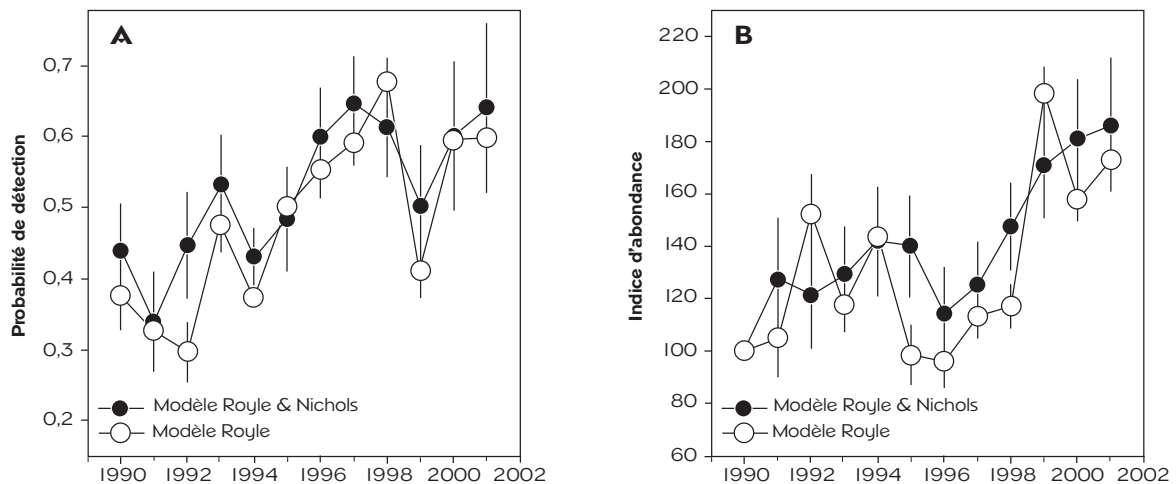 A
Probabilité de détection
0,7
0,6
0,5
0,4
0,3
0,2
Modèle Royle & Nichols
Modèle Royle
1990 1992 1994 1996 1998 2000 2002
B
Indice d'abondance
220
200
180
160
140
120
100
80
60
Modèle Royle & Nichols
Modèle Royle
1990 1992 1994 1996 1998 2000 2002